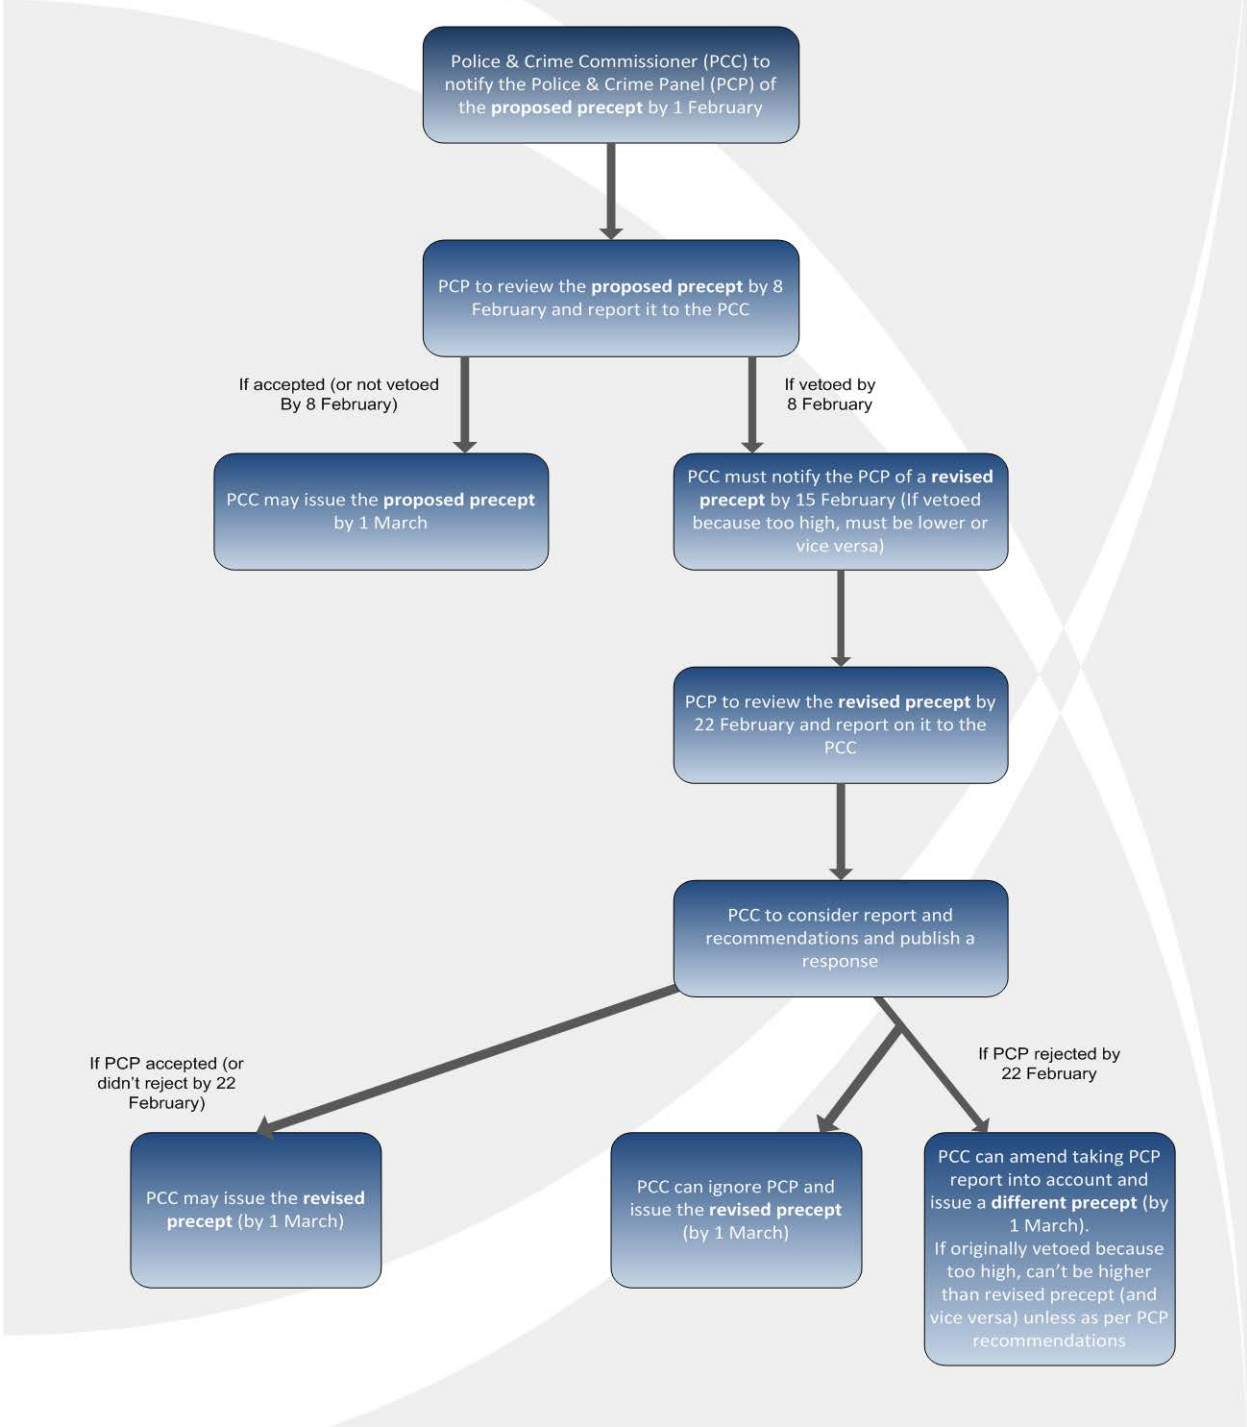 Police & Crime Commissioner (PCC) to
notify the Police & Crime Panel (PCP) of
the proposed precept by 1 February
PCP to review the proposed precept by 8
February and report it to the PCC
If accepted (or not vetoed
By 8 February)
If vetoed by
8 February
PCC may issue the proposed precept
by 1 March
PCC must notify the PCP of a revised
precept by 15 February (If vetoed
because too high, must be lower or
vice versa)
PCP to review the revised precept by
22 February and report on it to the
PCC
PCC to consider report and
recommendations and publish a
response
If PCP accepted (or
didn't reject by 22
February)
If PCP rejected by
22 February
PCC may issue the revised
precept (by 1 March)
PCC can ignore PCP and
issue the revised precept
(by 1 March)
PCC can amend taking PCP
report into account and
issue a different precept (by
1 March).
If originally vetoed because
too high, can't be higher
than revised precept (and
vice versa) unless as per PCP
recommendations